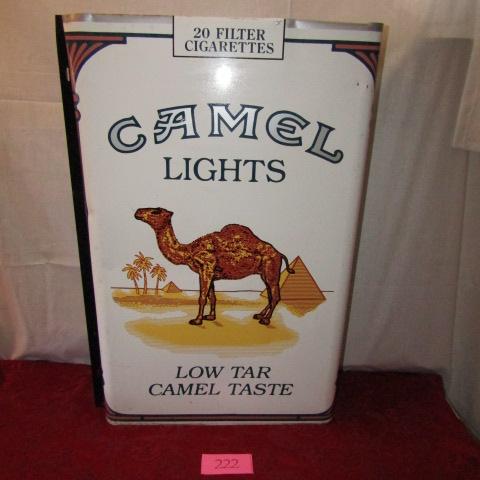 20 FILTER
CIGARETTES
CAMEL
LIGHTS
LOW TAR
CAMEL TASTE
222